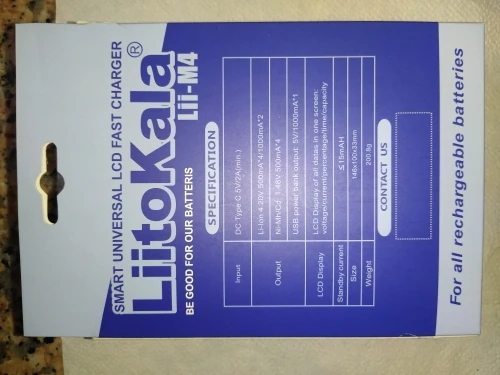 SMART UNIVERSAL LCD FAST CHARGER
LiitoKala®
Lii-M4
BE GOOD FOR OUR BATTERIS
SPECIFICATION
Input
DC Type C 5V/2A(min.)
Output
Li-ion 4.20V 500mA*4/1000mA*2
Ni-Mh/Cd: 1.48V 500mA*4
USB power bank output: 5V/1000mA*1
LCD Display
LCD Display of all datas in one screen:
voltage/current/percentage/time/capacity
Standby current
≤15mAH
Size
146x100x33mm
Weight
CONTACT US
For all rechargeable batteries